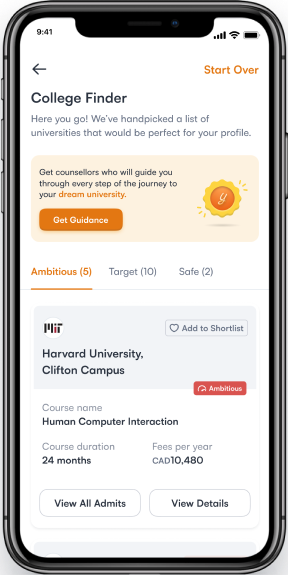 9:41
Start Over
College Finder
Here you go! We've handpicked a list of
universities that would be perfect for your profile.
Get counsellors who will guide you
through every step of the journey to
your dream university.
Get Guidance
y
Ambitious (5) Target (10) Safe (2)
MIT
Add to Shortlist
Harvard University,
Clifton Campus
Ambitious
Course name
Human Computer Interaction
Course duration Fees per year
24 months CAD10,480
View All Admits View Details